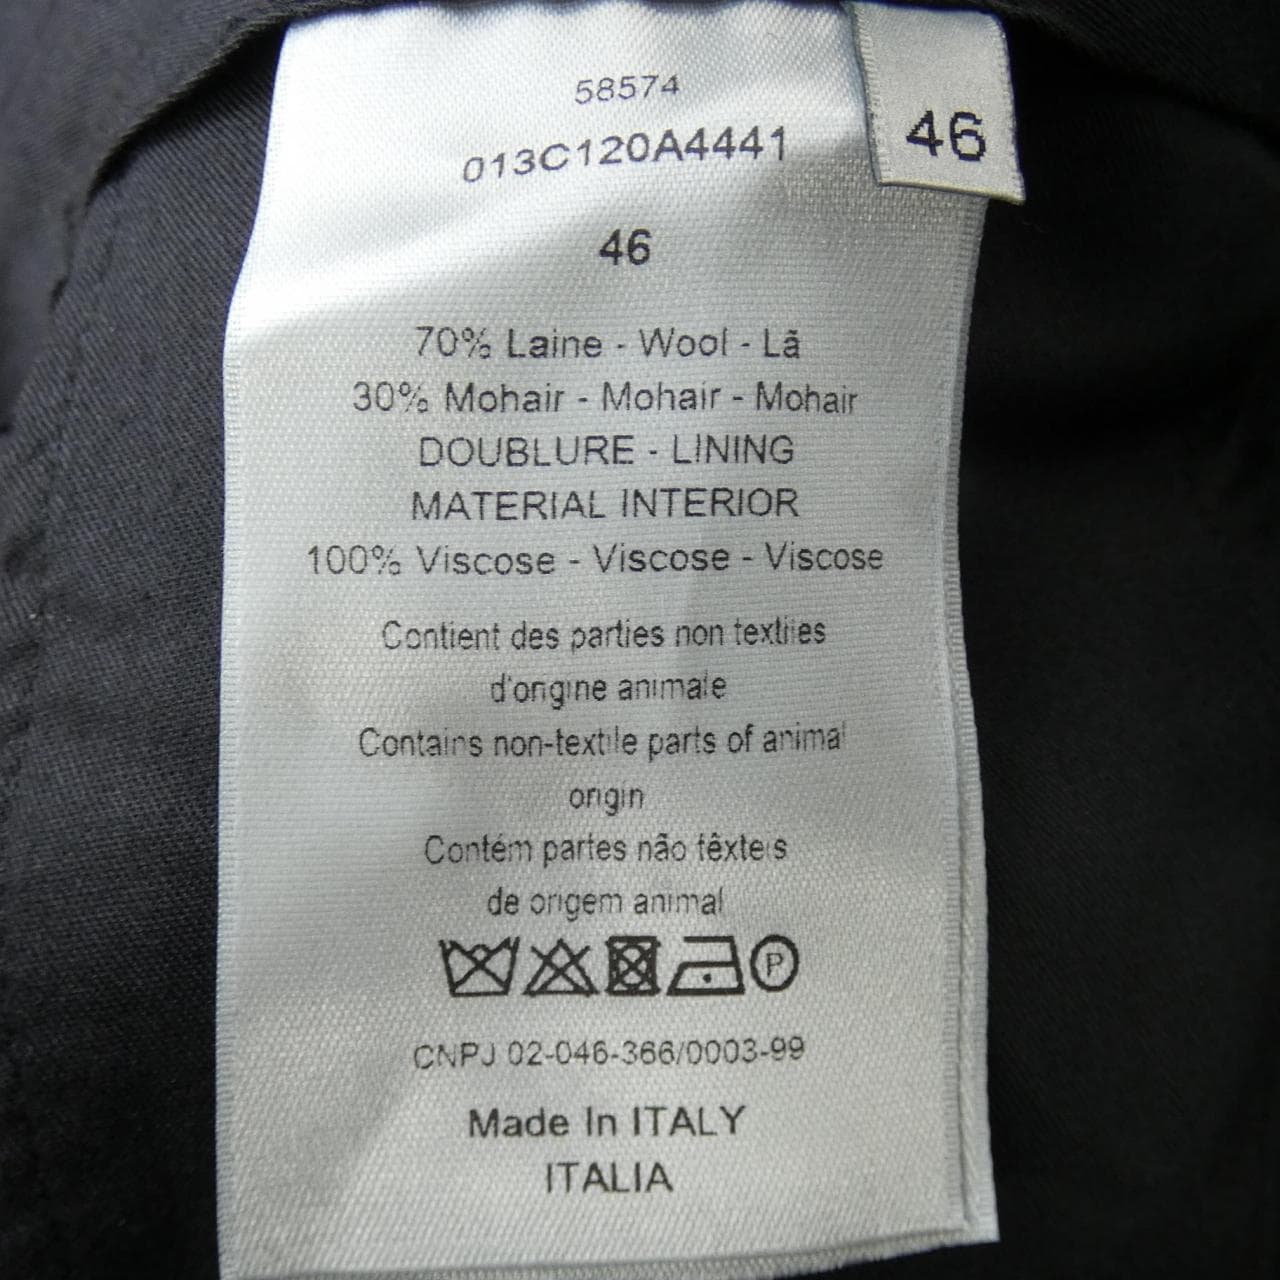 58574
013C120A4441
46
46
70% Laine - Wool - Lã
30% Mohair - Mohair - Mohair
DOUBLURE - LINING
MATERIAL INTERIOR
100% Viscose - Viscose - Viscose
Contient des parties non textiles
d'origine animale
Contains non-textile parts of animal
origin
Contém partes não têxteis
de origem animal
P
CNPJ 02-046-366/0003-99
Made In ITALY
ITALIA